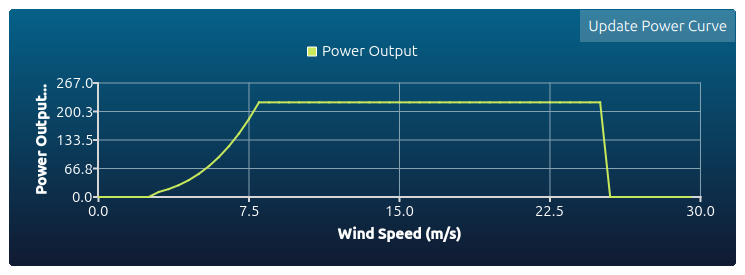 Update Power Curve
Power Output
267.0
200.3
133.5
66.8
0.0
Power Output...
0.0 7.5 15.0 22.5 30.0
Wind Speed (m/s)